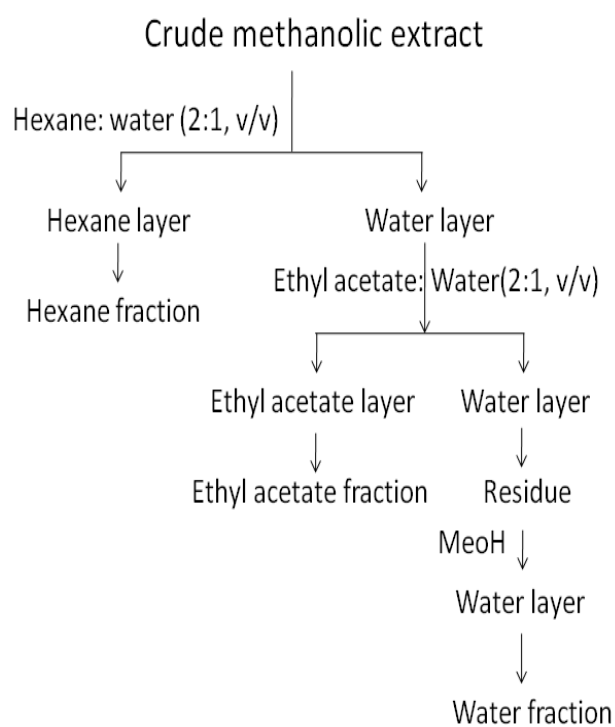 Crude methanolic extract
Hexane: water (2:1, v/v)
Hexane layer
Water layer
Ethyl acetate: Water(2:1, v/v)
Hexane fraction
Ethyl acetate layer
Water layer
Ethyl acetate fraction
Residue
MeoH
Water layer
Water fraction